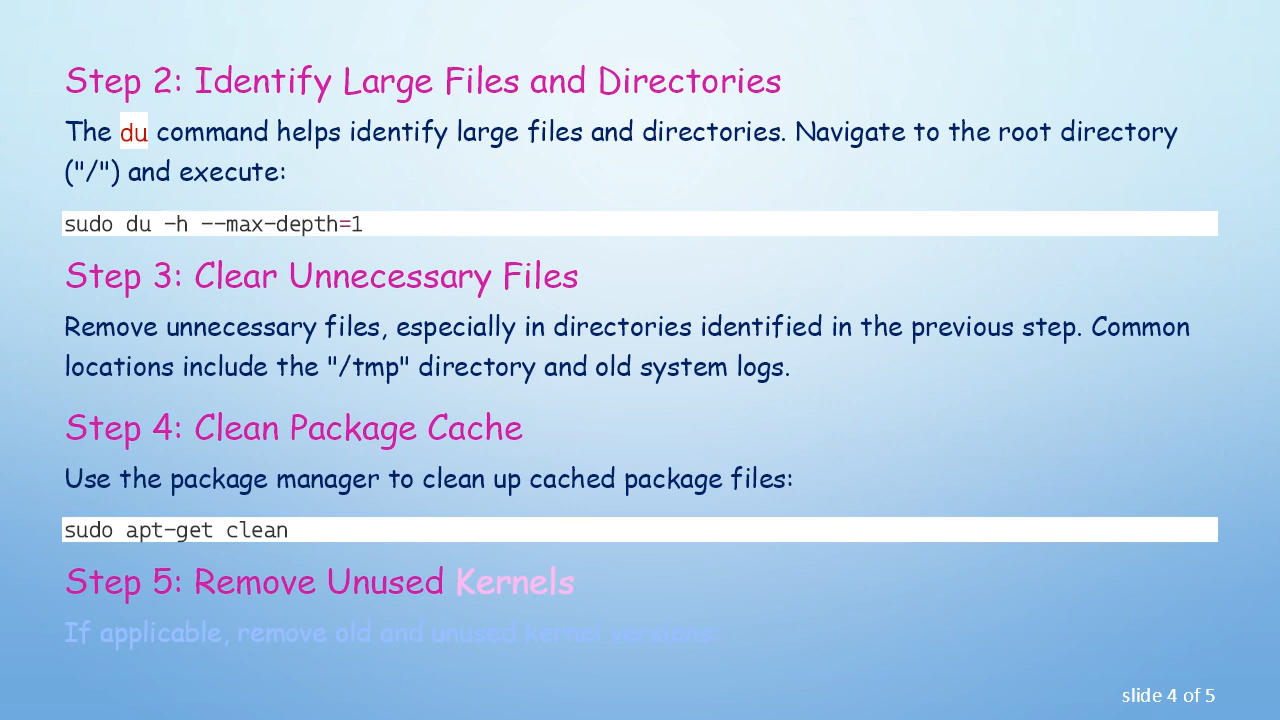 Step 2: Identify Large Files and Directories
The du command helps identify large files and directories. Navigate to the root directory
("/") and execute:
sudo du -h --max-depth=1
Step 3: Clear Unnecessary Files
Remove unnecessary files, especially in directories identified in the previous step. Common
locations include the "/tmp" directory and old system logs.
Step 4: Clean Package Cache
Use the package manager to clean up cached package files:
sudo apt-get clean
Step 5: Remove Unused Kernels
If applicable, remove old and unused kernel versions:
slide 4 of 5